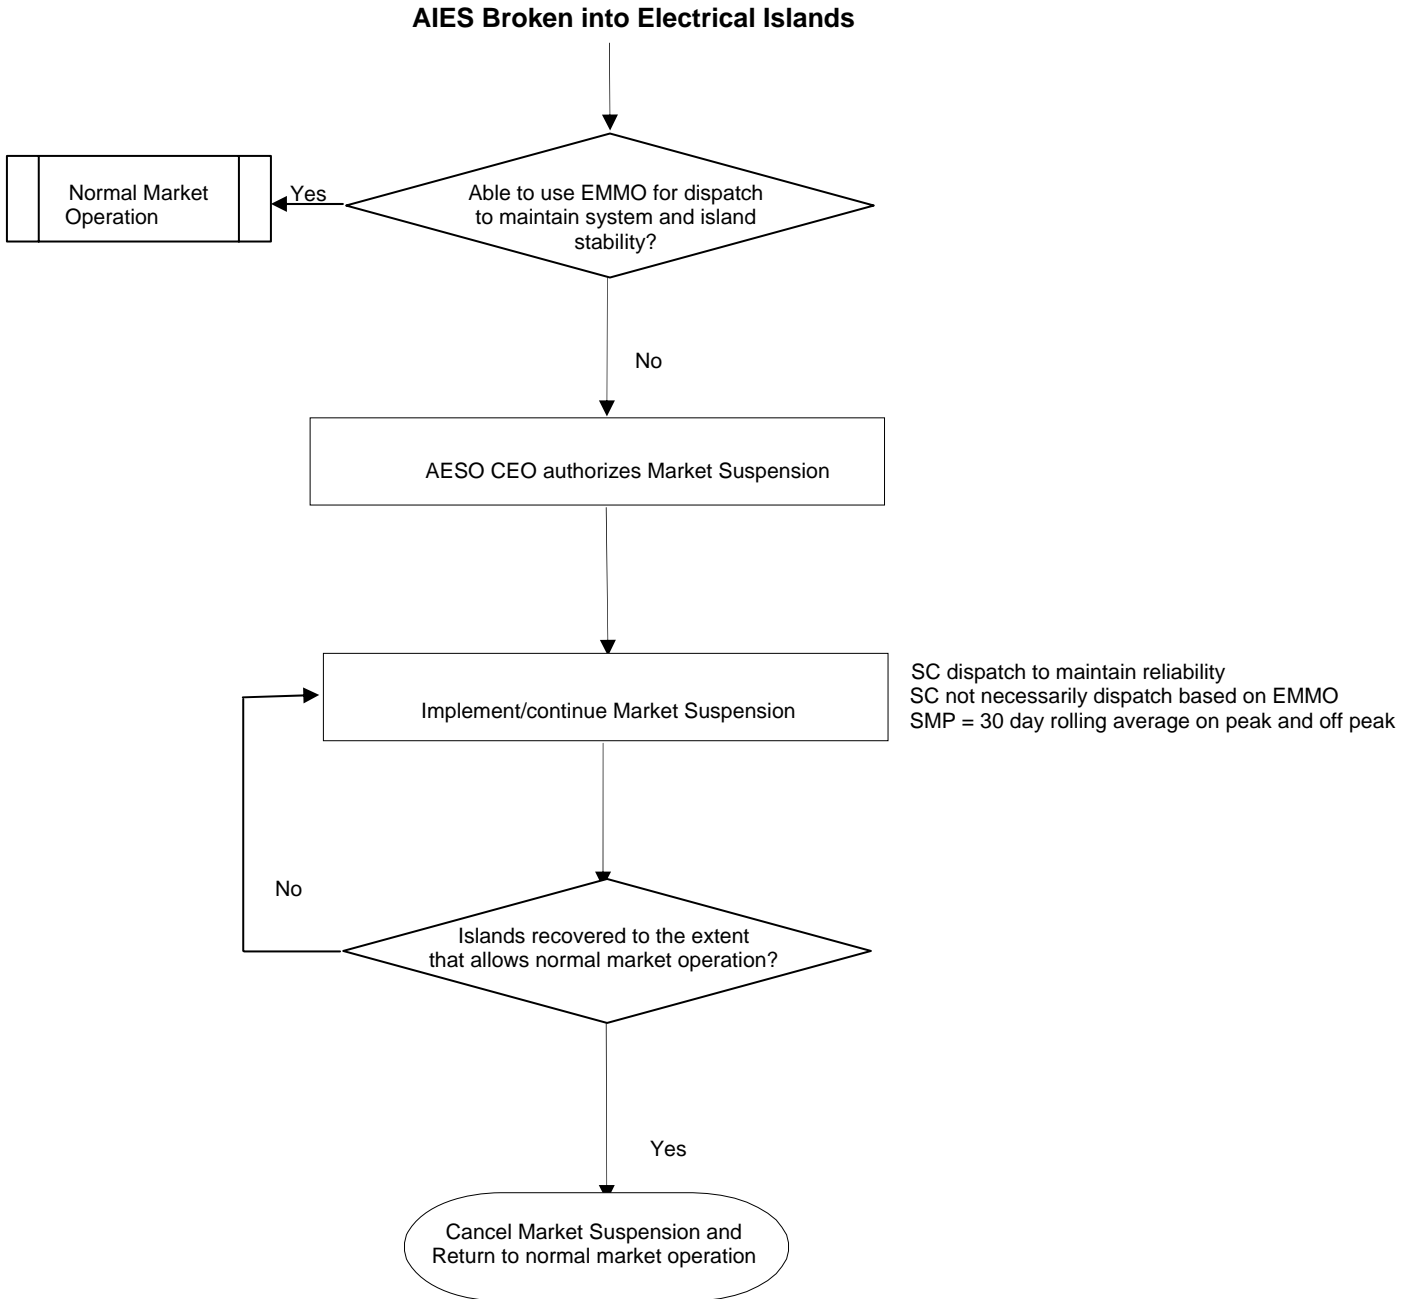 AIES Broken into Electrical Islands
Normal Market
Operation
Yes
Able to use EMMO for dispatch
to maintain system and island
stability?
No
AESO CEO authorizes Market Suspension
Implement/continue Market Suspension
SC dispatch to maintain reliability
SC not necessarily dispatch based on EMMO
SMP = 30 day rolling average on peak and off peak
No
Islands recovered to the extent
that allows normal market operation?
Yes
Cancel Market Suspension and
Return to normal market operation